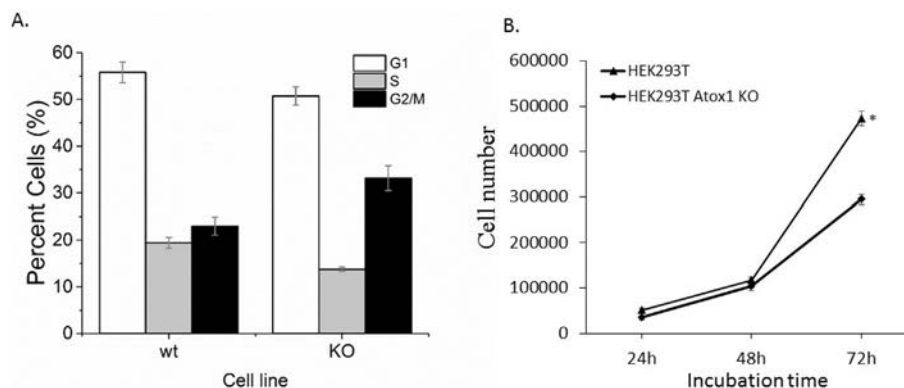 A.
60
50
40
30
20
10
0
Percent Cells (%)
G1
S
G2/M
wt
KO
Cell line
B.
HEK293T
HEK293T Atox1 KO
600000
500000
400000
300000
200000
100000
0
Cell number
*
24h
48h
72h
Incubation time